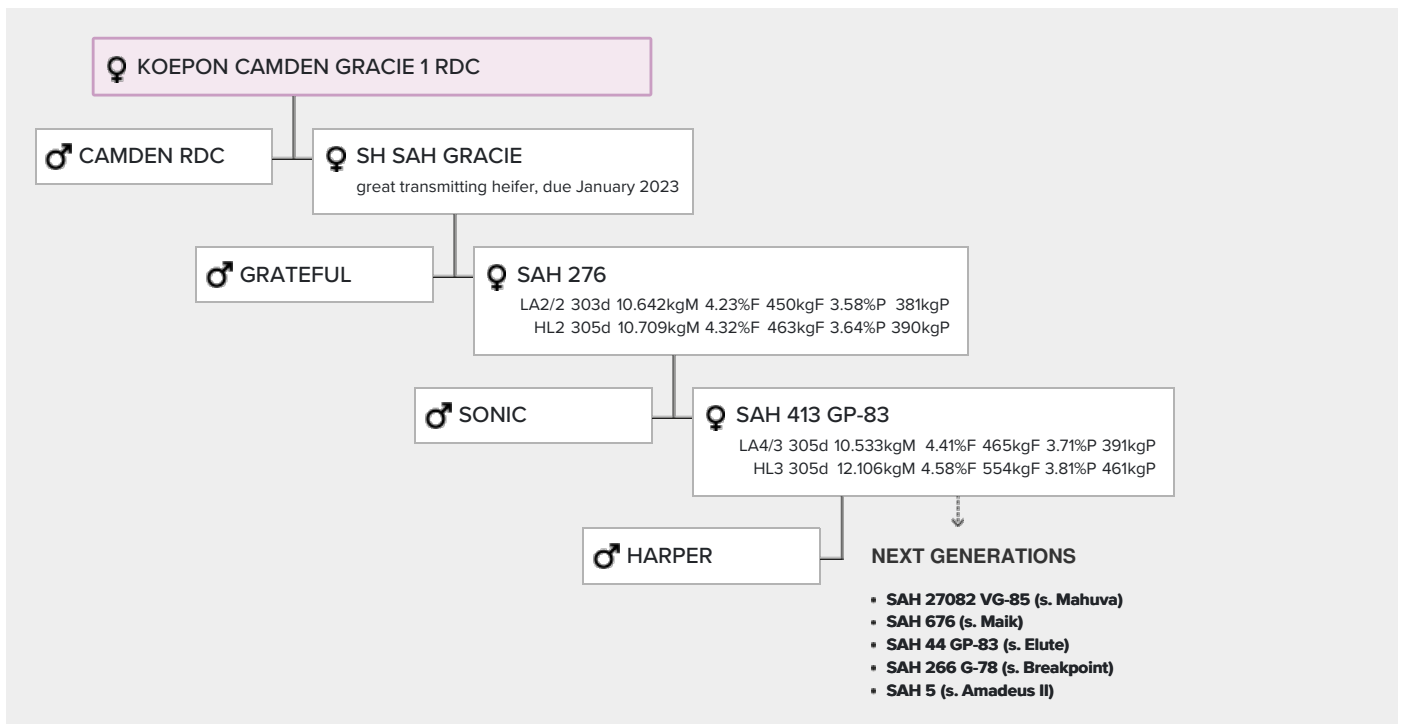 ♀ KOEPON CAMDEN GRACIE 1 RDC
♂ CAMDEN RDC
♀ SH SAH GRACIE
great transmitting heifer, due January 2023
♂ GRATEFUL
♀ SAH 276
LA2/2 303d 10.642kgM 4.23%F 450kgF 3.58%P 381kgP
HL2 305d 10.709kgM 4.32%F 463kgF 3.64%P 390kgP
♂ SONIC
♀ SAH 413 GP-83
LA4/3 305d 10.533kgM 4.41%F 465kgF 3.71%P 391kgP
HL3 305d 12.106kgM 4.58%F 554kgF 3.81%P 461kgP
♂ HARPER
NEXT GENERATIONS
• SAH 27082 VG-85 (s. Mahuva)
• SAH 676 (s. Maik)
• SAH 44 GP-83 (s. Elute)
• SAH 266 G-78 (s. Breakpoint)
• SAH 5 (s. Amadeus II)